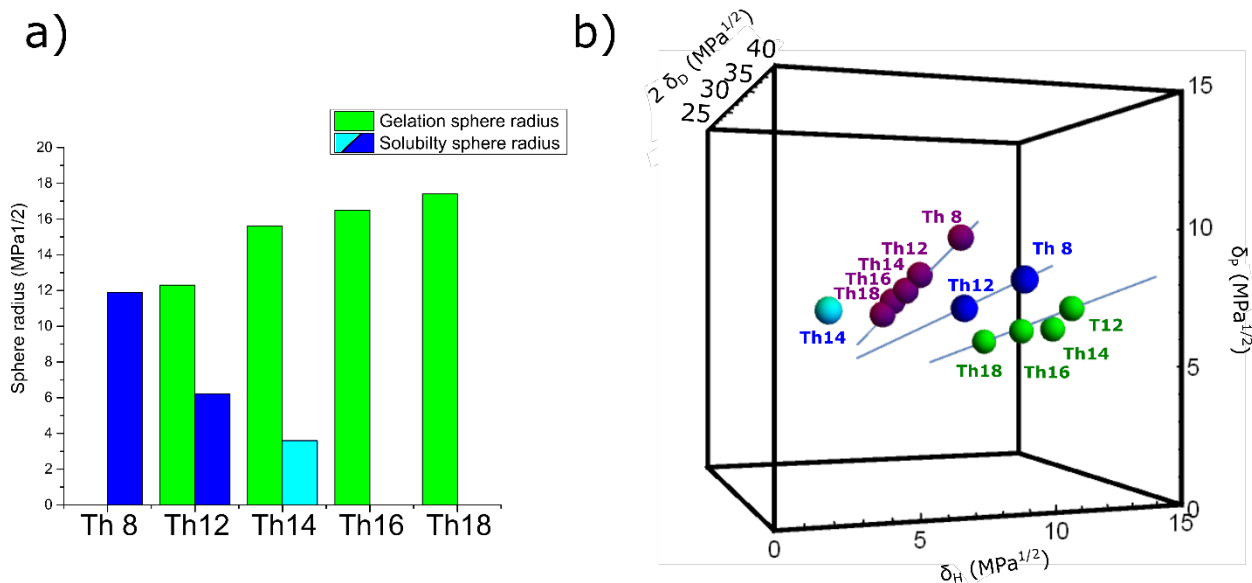 a)
Gelation sphere radius
Solubilty sphere radius
Sphere radius (MPa1/2)
20
18
16
14
12
10
8
6
4
2
0
Th 8
Th12
Th14
Th16
Th18
b)
2 δD (MPa1/2)
40
35
30
25
15
10
5
0
δP (MPa1/2)
Th 8
Th12
Th14
Th16
Th18
Th 8
Th12
Th14
T12
Th14
Th16
Th18
0
5
10
15
δH (MPa1/2)